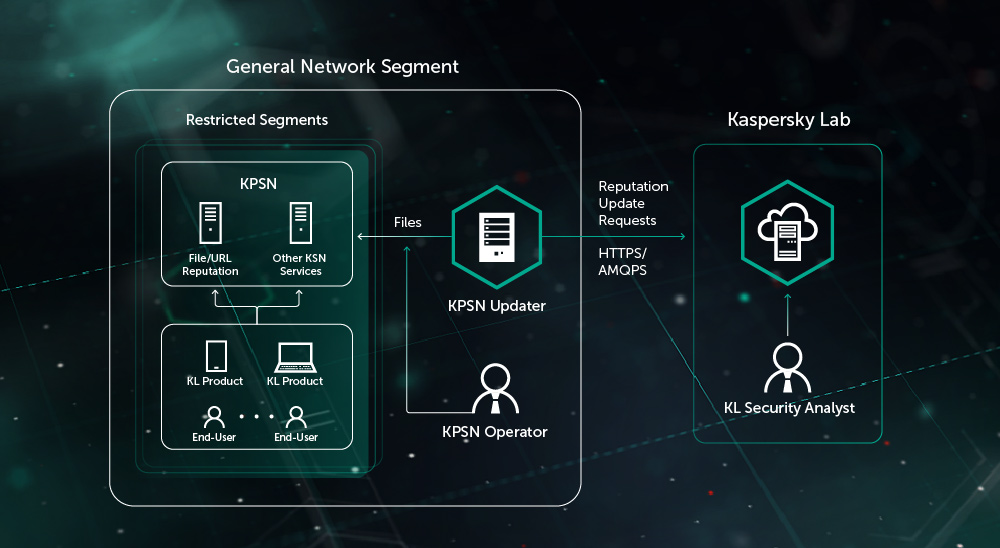 General Network Segment
Restricted Segments
KPSN
File/URL
Reputation
Other KSN
Services
KL Product
KL Product
End-User
End-User
Files
KPSN Updater
KPSN Operator
Reputation
Update
Requests
HTTPS/
AMQPS
Kaspersky Lab
KL Security Analyst